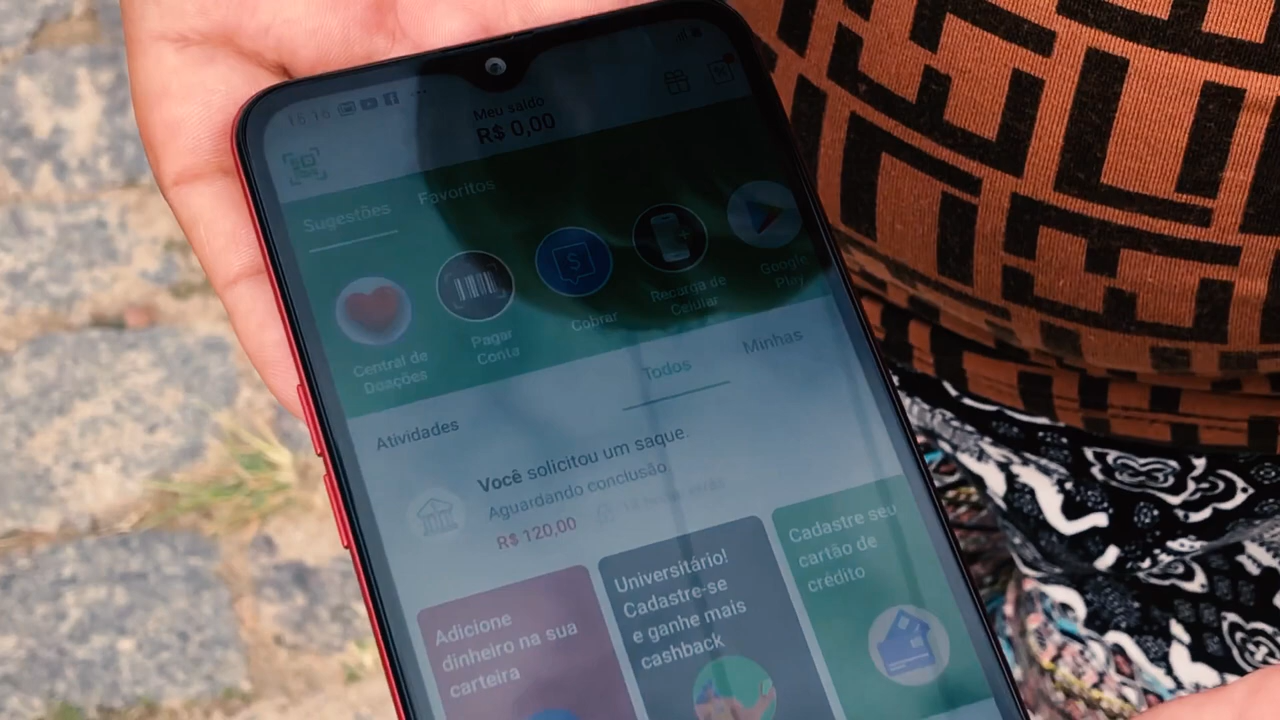 16 16
Meu saldo
R$ 0,00
Sugestões
Favoritos
Central de
Doações
Pagar
Conta
Cobrar
Recarga de
Celular
Google
Play
Atividades
Todos
Minhas
Você solicitou um saque.
Aguardando conclusão
R$ 120,00
Adicione
dinheiro na sua
carteira
Universitário!
Cadastre-se
e ganhe mais
cashback
Cadastre seu
cartão de
crédito